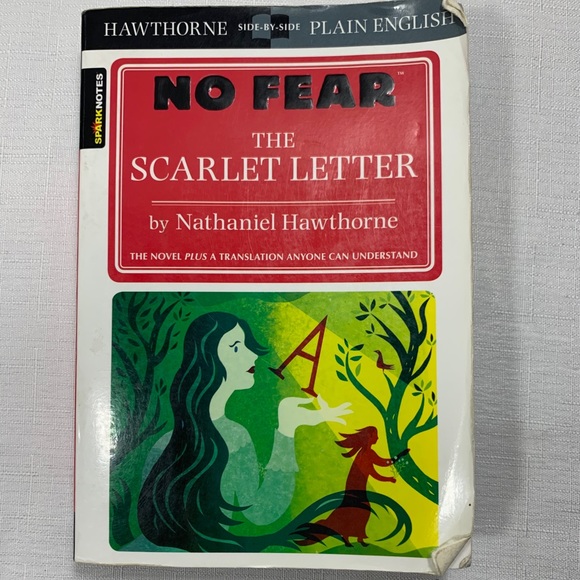 HAWTHORNE SIDE-BY-SIDE PLAIN ENGLISH
SPARKNOTES
NO FEAR™
THE
SCARLET LETTER
by Nathaniel Hawthorne
THE NOVEL PLUS A TRANSLATION ANYONE CAN UNDERSTAND
A